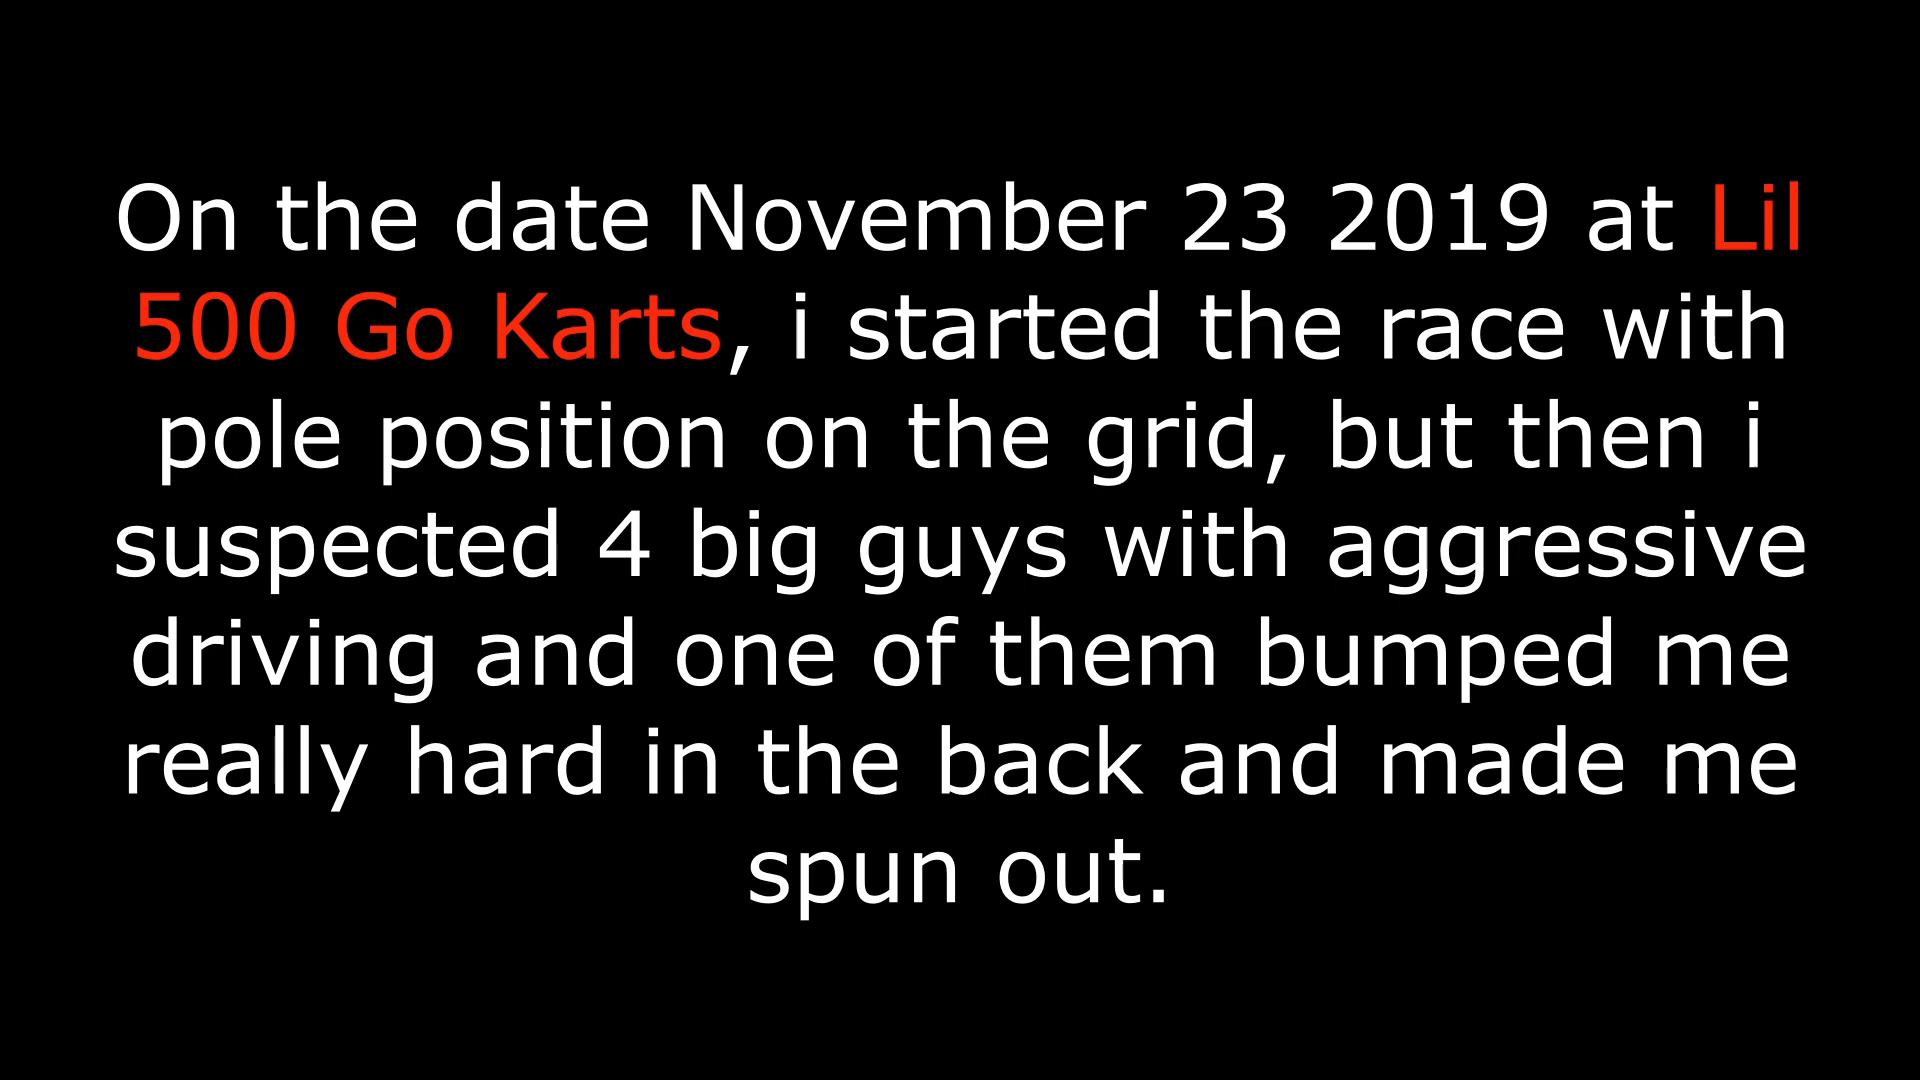 On the date November 23 2019 at Lil
500 Go Karts, i started the race with
pole position on the grid, but then i
suspected 4 big guys with aggressive
driving and one of them bumped me
really hard in the back and made me
spun out.